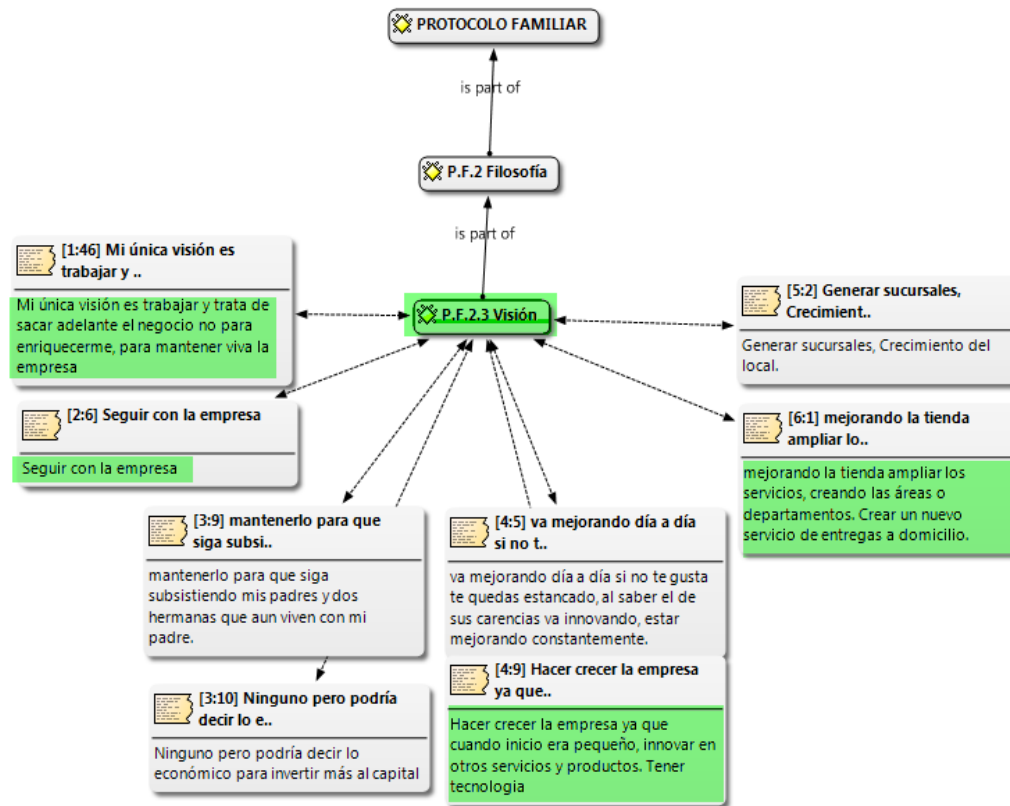 PROTOCOLO FAMILIAR
is part of
P.F.2 Filosofía
is part of
P.F.2.3 Visión
[1:46] Mi única visión es
trabajar y ..
Mi única visión es trabajar y trata de
sacar adelante el negocio no para
enriquecerme, para mantener viva la
empresa
[2:6] Seguir con la empresa
Seguir con la empresa
[3:9] mantenerlo para que
siga subsi..
mantenerlo para que siga
subsistiendo mis padres y dos
hermanas que aun viven con mi
padre.
[3:10] Ninguno pero podría
decir lo e..
Ninguno pero podría decir lo
económico para invertir más al capital
[4:5] va mejorando día a día
si no t..
va mejorando día a día si no te gusta
te quedas estancado, al saber el de
sus carencias va innovando, estar
mejorando constantemente.
[4:9] Hacer crecer la empresa
ya que..
Hacer crecer la empresa ya que
cuando inicio era pequeño, innovar en
otros servicios y productos. Tener
tecnologia
[5:2] Generar sucursales,
Crecimient..
Generar sucursales, Crecimiento del
local.
[6:1] mejorando la tienda
ampliar lo..
mejorando la tienda ampliar los
servicios, creando las áreas o
departamentos. Crear un nuevo
servicio de entregas a domicilio.